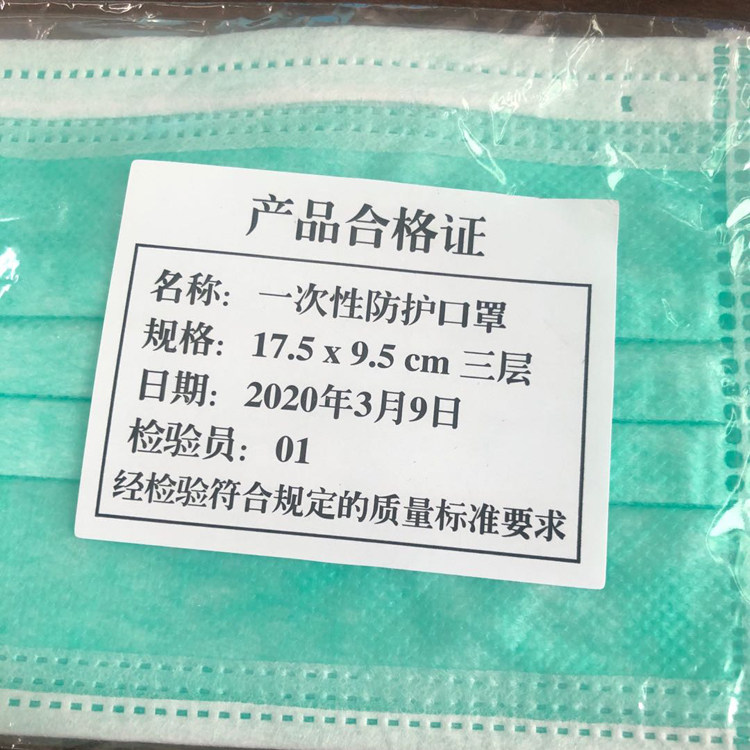 产品合格证
名称：一次性防护口罩
规格：17.5 x 9.5 cm 三层
日期：2020年3月9日
检验员：01
经检验符合规定的质量标准要求